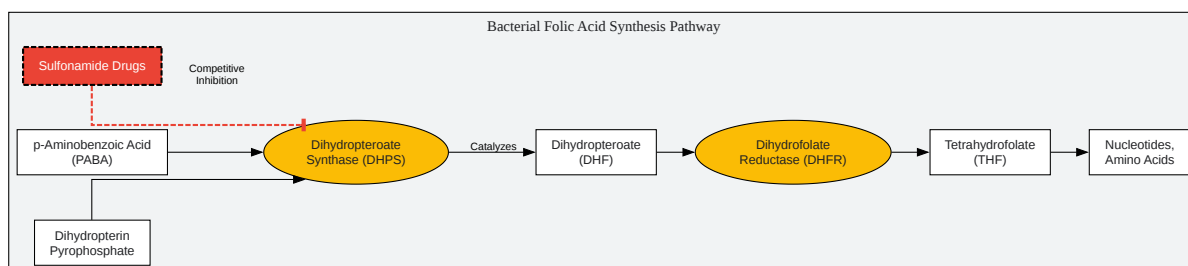 Bacterial Folic Acid Synthesis Pathway
Sulfonamide Drugs
Competitive
Inhibition
p-Aminobenzoic Acid
(PABA)
Dihydropteroate
Synthase (DHPS)
Catalyzes
Dihydropteroate
(DHF)
Dihydrofolate
Reductase (DHFR)
Tetrahydrofolate
(THF)
Nucleotides,
Amino Acids
Dihydropterin
Pyrophosphate